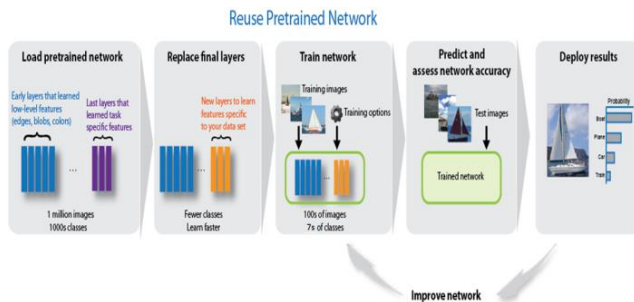 Reuse Pretrained Network
Load pretrained network
Early layers that learned
low-level features
(edges, blobs, colors)
Last layers that
learned task
specific features
...
1 million images
1000s classes
Replace final layers
New layers to learn
features specific
to your data set
...
Fewer classes
Learn faster
Train network
Training images
Training options
...
100s of images
7s of classes
Predict and
assess network accuracy
Test images
Trained network
Deploy results
Probability
Boat
Plane
Car
Train
Improve network